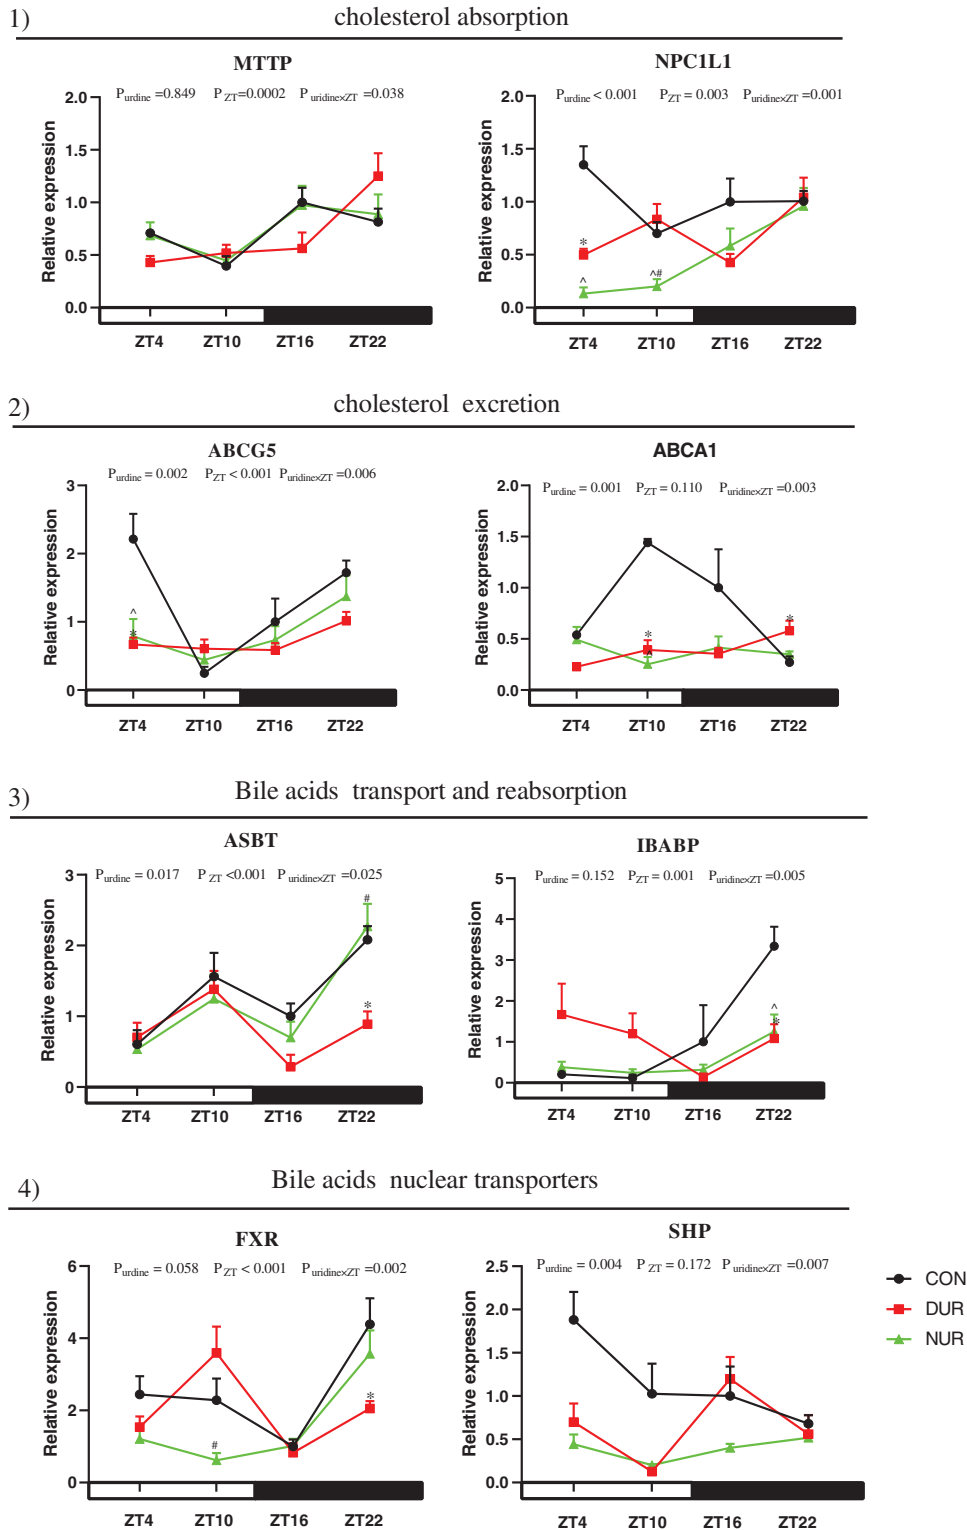 1)
cholesterol absorption
MTTP
P urdine =0.849 P ZT=0.0002 P uridine×ZT =0.038
Relative expression
2.0
1.5
1.0
0.5
0.0
ZT4 ZT10 ZT16 ZT22
NPC1L1
P urdine < 0.001 P ZT = 0.003 P uridine×ZT =0.001
Relative expression
2.0
1.5
1.0
0.5
0.0
*
^
^#
ZT4 ZT10 ZT16 ZT22
2)
cholesterol excretion
ABCG5
P urdine = 0.002 P ZT < 0.001 P uridine×ZT =0.006
Relative expression
3
2
1
0
^
*
ZT4 ZT10 ZT16 ZT22
ABCA1
P urdine = 0.001 P ZT = 0.110 P uridine×ZT =0.003
Relative expression
2.0
1.5
1.0
0.5
0.0
*
^
*
ZT4 ZT10 ZT16 ZT22
3)
Bile acids transport and reabsorption
ASBT
P urdine = 0.017 P ZT <0.001 P uridine×ZT =0.025
Relative expression
3
2
1
0
#
*
ZT4 ZT10 ZT16 ZT22
IBABP
P urdine = 0.152 P ZT = 0.001 P uridine×ZT =0.005
Relative expression
5
4
3
2
1
0
^
*
ZT4 ZT10 ZT16 ZT22
4)
Bile acids nuclear transporters
FXR
P urdine = 0.058 P ZT < 0.001 P uridine×ZT =0.002
Relative expression
6
4
2
0
#
*
ZT4 ZT10 ZT16 ZT22
SHP
P urdine = 0.004 P ZT = 0.172 P uridine×ZT =0.007
Relative expression
2.5
2.0
1.5
1.0
0.5
0.0
ZT4 ZT10 ZT16 ZT22
CON
DUR
NUR